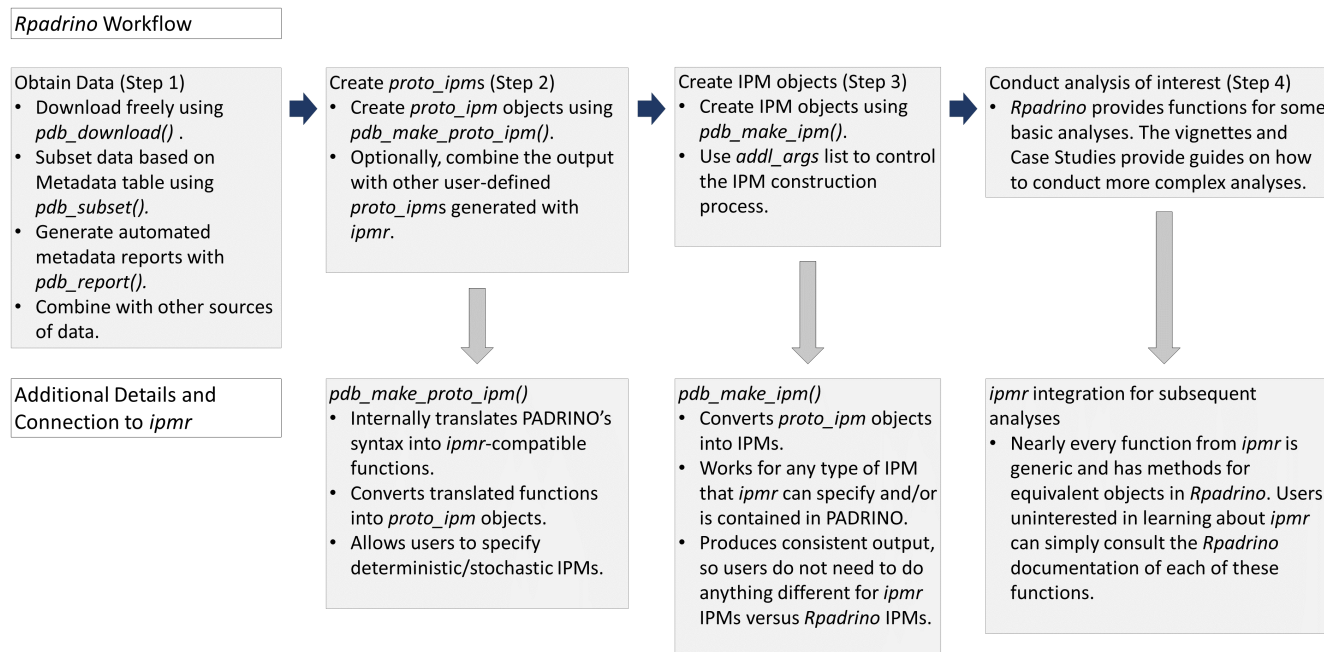 Rpadrino Workflow
Obtain Data (Step 1)
• Download freely using
pdb_download() .
• Subset data based on
Metadata table using
pdb_subset().
• Generate automated
metadata reports with
pdb_report().
• Combine with other sources
of data.
Create proto_ipms (Step 2)
• Create proto_ipm objects using
pdb_make_proto_ipm().
• Optionally, combine the output
with other user-defined
proto_ipms generated with
ipmr.
Create IPM objects (Step 3)
• Create IPM objects using
pdb_make_ipm().
• Use addl_args list to control
the IPM construction
process.
Conduct analysis of interest (Step 4)
• Rpadrino provides functions for some
basic analyses. The vignettes and
Case Studies provide guides on how
to conduct more complex analyses.
Additional Details and
Connection to ipmr
pdb_make_proto_ipm()
• Internally translates PADRINO’s
syntax into ipmr-compatible
functions.
• Converts translated functions
into proto_ipm objects.
• Allows users to specify
deterministic/stochastic IPMs.
pdb_make_ipm()
• Converts proto_ipm objects
into IPMs.
• Works for any type of IPM
that ipmr can specify and/or
is contained in PADRINO.
• Produces consistent output,
so users do not need to do
anything different for ipmr
IPMs versus Rpadrino IPMs.
ipmr integration for subsequent
analyses
• Nearly every function from ipmr is
generic and has methods for
equivalent objects in Rpadrino. Users
uninterested in learning about ipmr
can simply consult the Rpadrino
documentation of each of these
functions.